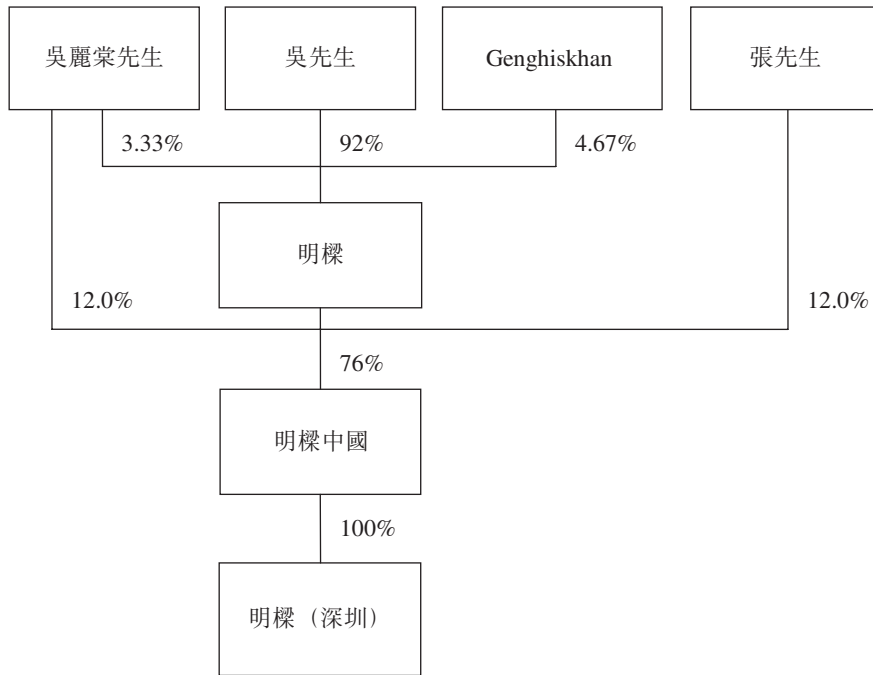 吳麗棠先生
吳先生
Genghiskhan
張先生
3.33%
92%
4.67%
明樑
12.0%
12.0%
76%
明樑中國
100%
明樑（深圳）